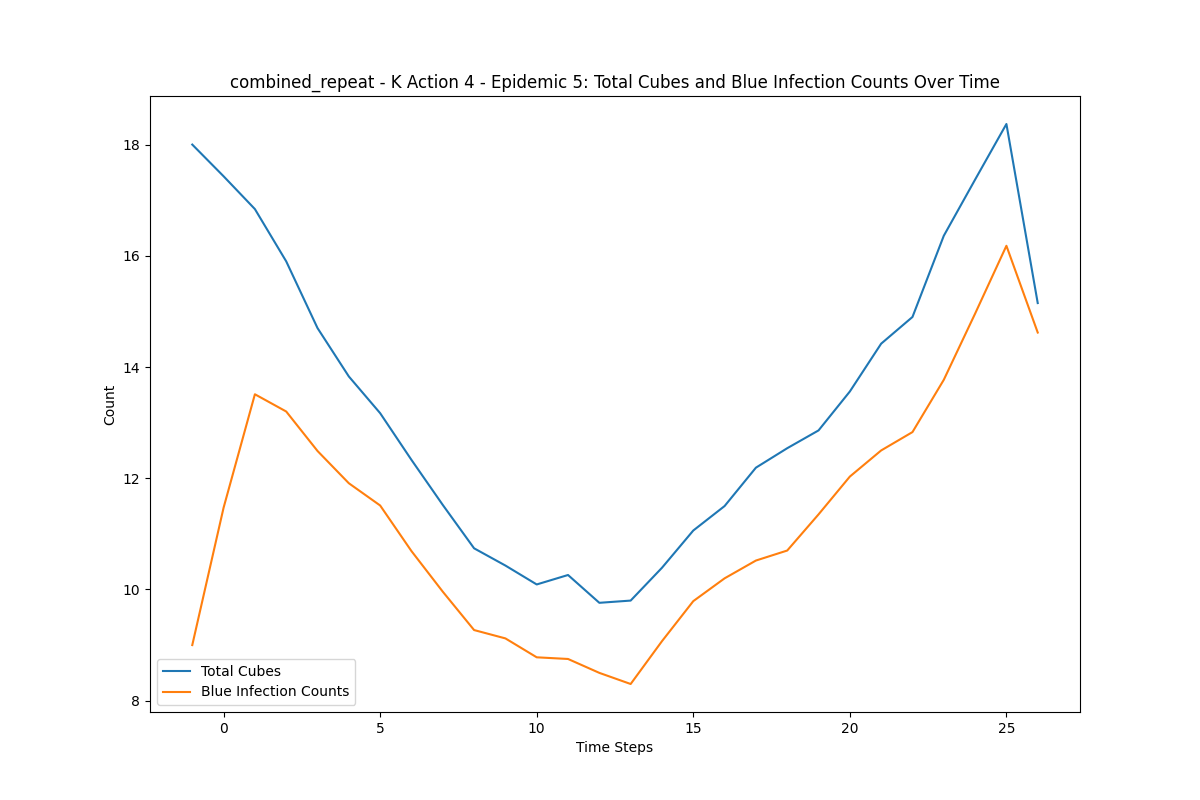 combined_repeat - K Action 4 - Epidemic 5: Total Cubes and Blue Infection Counts Over Time
18
16
14
12
10
8
Count
Total Cubes
Blue Infection Counts
0 5 10 15 20 25
Time Steps